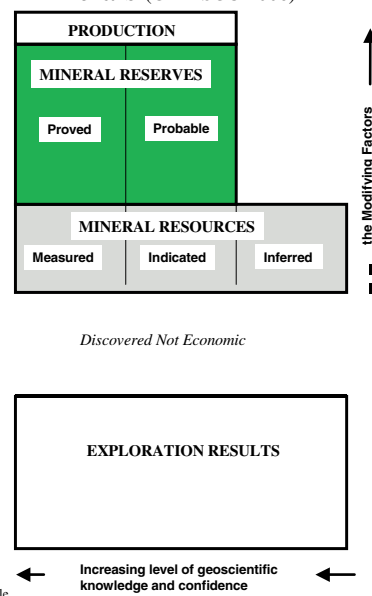 PRODUCTION
MINERAL RESERVES
Proved
Probable
MINERAL RESOURCES
Measured
Indicated
Inferred
the Modifying Factors
Discovered Not Economic
EXPLORATION RESULTS
Increasing level of geoscientific
knowledge and confidence